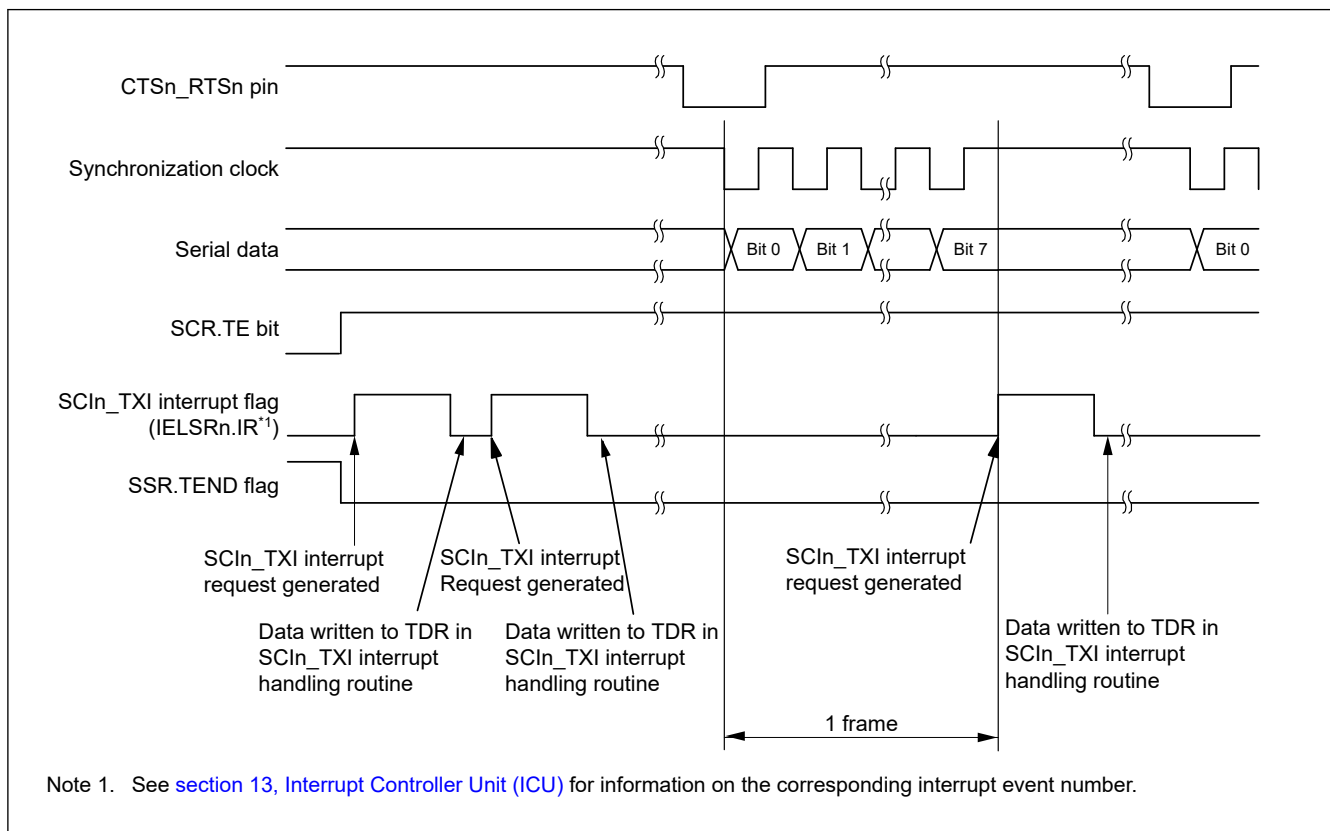 CTSn_RTSn pin
Synchronization clock
Serial data
Bit 0
Bit 1
Bit 7
Bit 0
SCR.TE bit
SCIn_TXI interrupt flag
(IELSRn.IR*1)
SSR.TEND flag
SCIn_TXI interrupt
request generated
SCIn_TXI interrupt
Request generated
SCIn_TXI interrupt
request generated
Data written to TDR in
SCIn_TXI interrupt
handling routine
Data written to TDR in
SCIn_TXI interrupt
handling routine
Data written to TDR in
SCIn_TXI interrupt
handling routine
1 frame
Note 1. See section 13, Interrupt Controller Unit (ICU) for information on the corresponding interrupt event number.